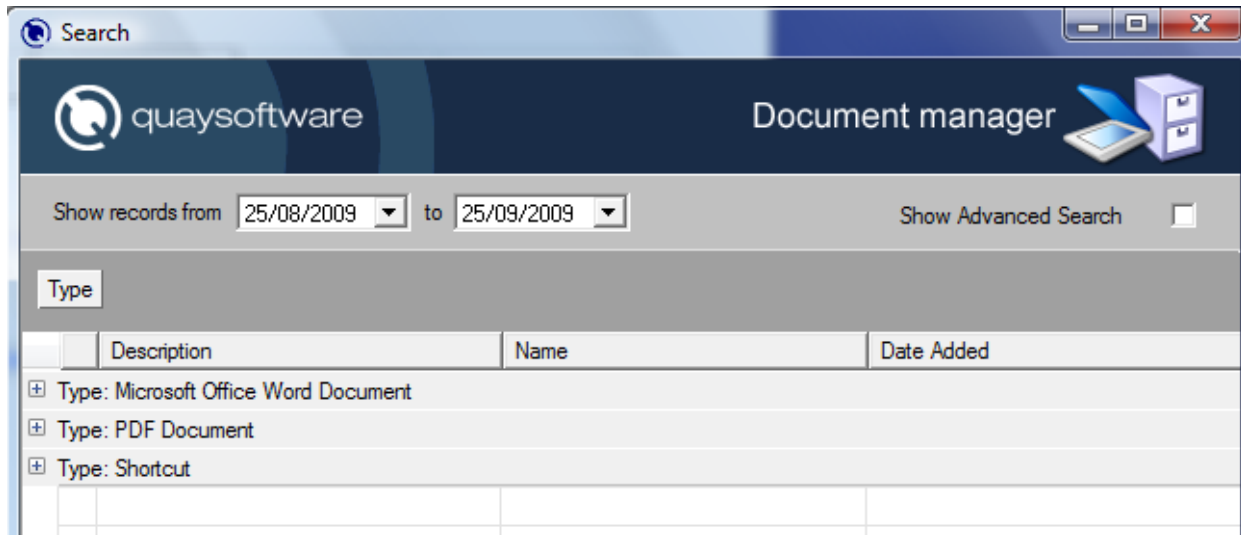 Search
quaysoftware Document manager
Show records from 25/08/2009 to 25/09/2009 Show Advanced Search
Type
Description Name Date Added
Type: Microsoft Office Word Document
Type: PDF Document
Type: Shortcut